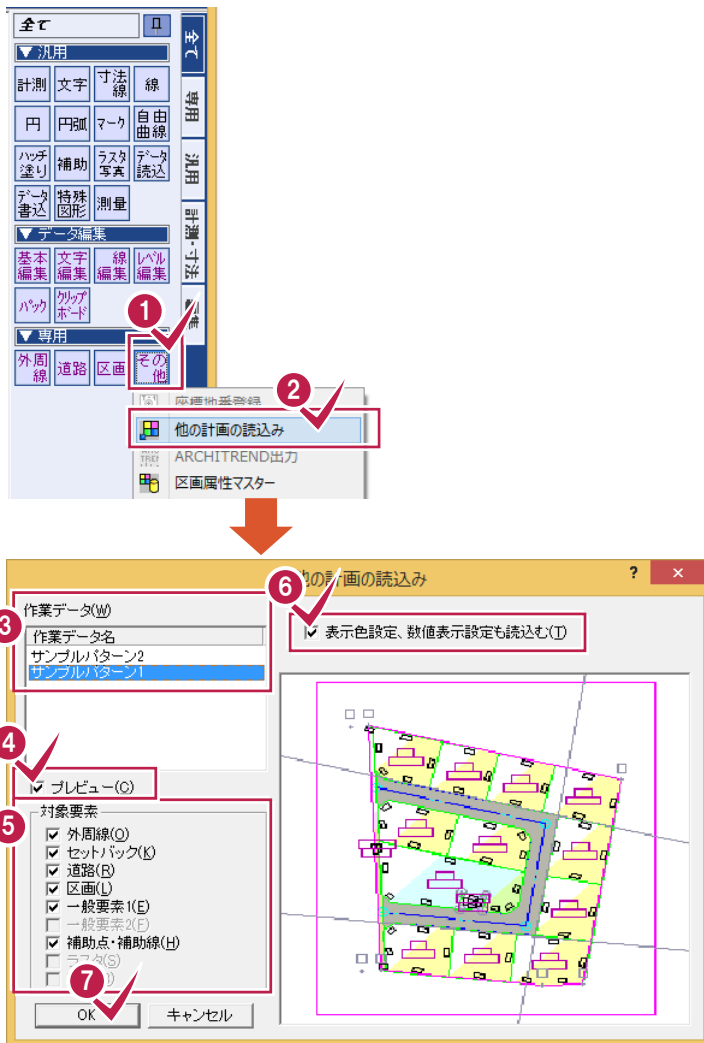 全て
全て
▼ 汎用
計測 文字 寸法線 線
円 円弧 マーク 自由曲線
専用
ハッチ塗り 補助 ラスタ写真 データ読込
汎用
データ書込 特殊図形 測量
▼ データ編集
計測・寸法
基本編集 文字編集 線編集 レベル編集
パック クリップボード
1
▼ 専用
外周線 道路 区画 その他
2
座標地番登録
他の計画の読込み
ARCHITREND出力
区画属性マスター
他の計画の読込み ? ×
6
作業データ(W)
3
表示色設定、数値表示設定も読込む(T)
作業データ名
サンプルパターン2
サンプルパターン1
4
プレビュー(C)
5
対象要素
外周線(O)
セットバック(K)
道路(R)
区画(L)
一般要素1(E)
一般要素2(F)
補助点・補助線(H)
ラスタ(S)
7
OK キャンセル